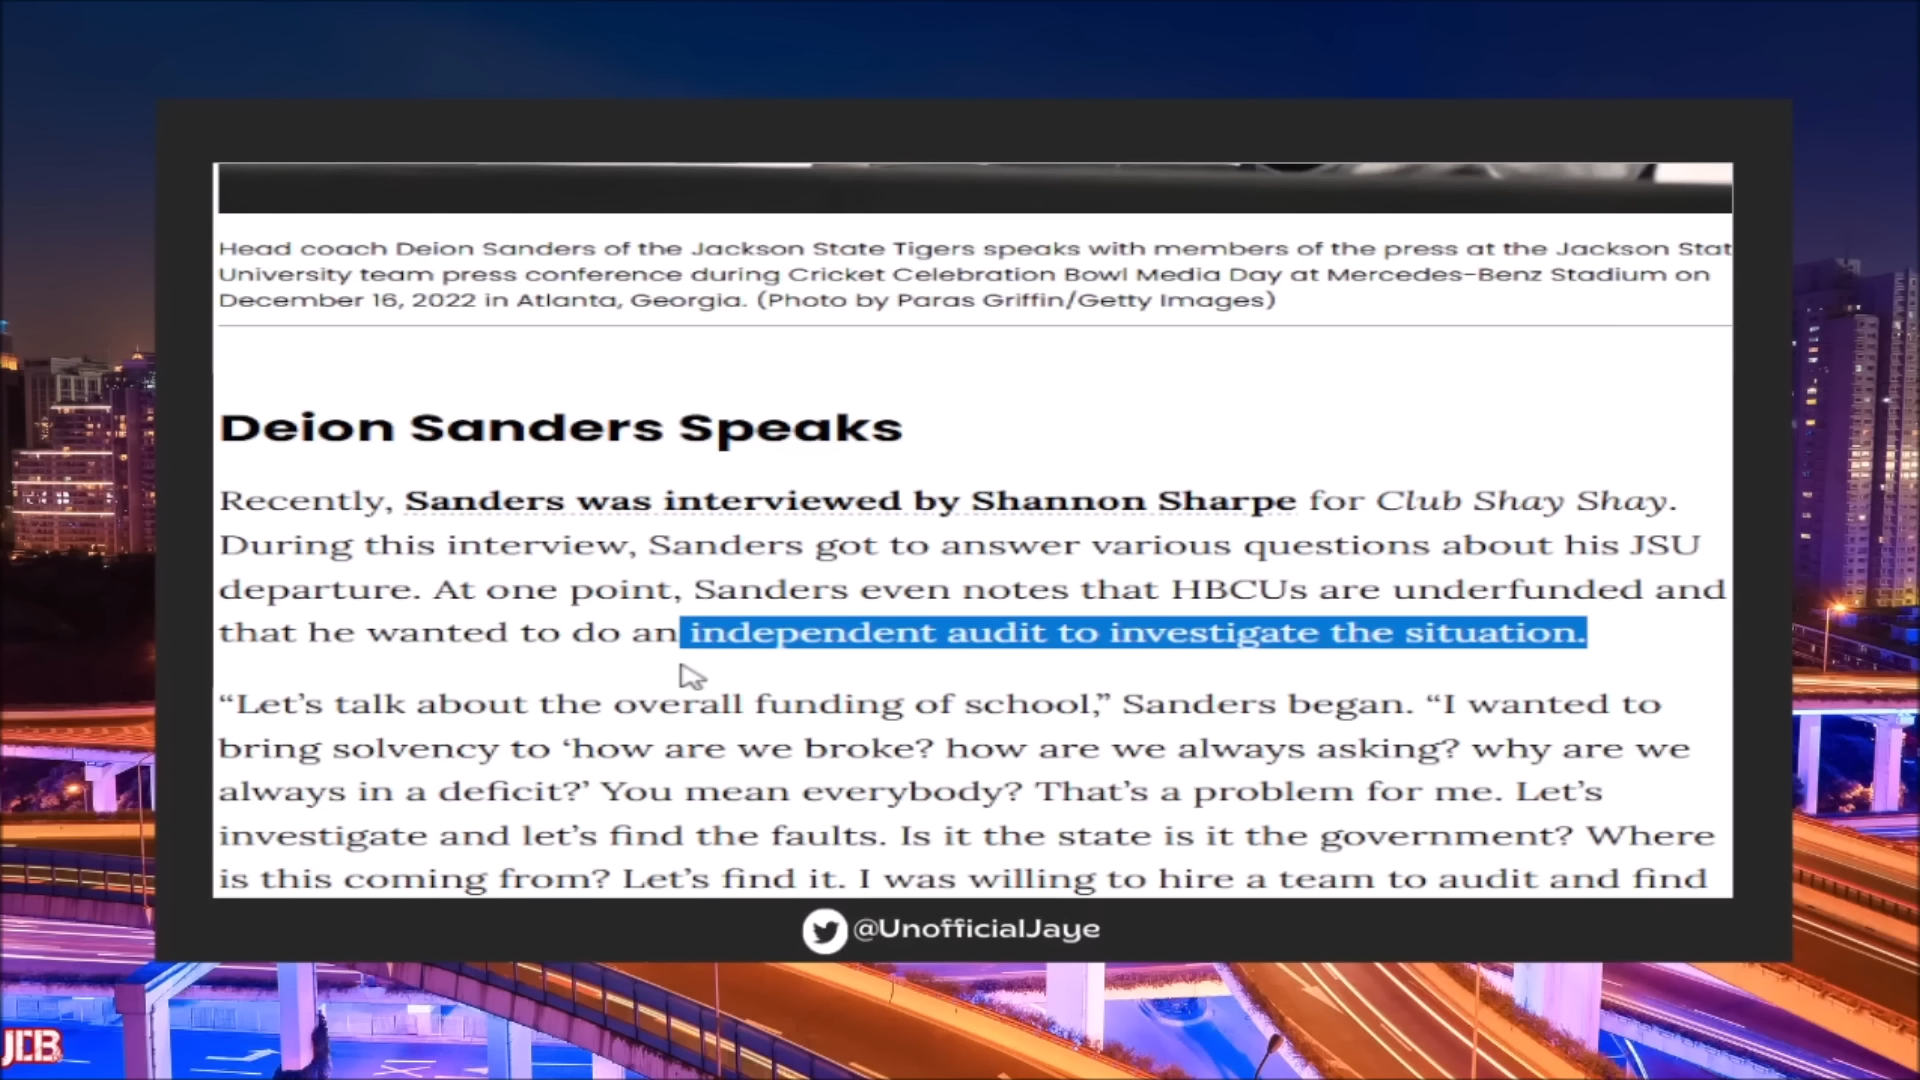 Head coach Deion Sanders of the Jackson State Tigers speaks with members of the press at the Jackson Stat
University team press conference during Cricket Celebration Bowl Media Day at Mercedes-Benz Stadium on
December 16, 2022 in Atlanta, Georgia. (Photo by Paras Griffin/Getty Images)
Deion Sanders Speaks
Recently, Sanders was interviewed by Shannon Sharpe for Club Shay Shay.
During this interview, Sanders got to answer various questions about his JSU
departure. At one point, Sanders even notes that HBCUs are underfunded and
that he wanted to do an independent audit to investigate the situation.
“Let’s talk about the overall funding of school,” Sanders began. “I wanted to
bring solvency to ‘how are we broke? how are we always asking? why are we
always in a deficit?’ You mean everybody? That’s a problem for me. Let’s
investigate and let’s find the faults. Is it the state is it the government? Where
is this coming from? Let’s find it. I was willing to hire a team to audit and find
@UnofficialJaye
JCB